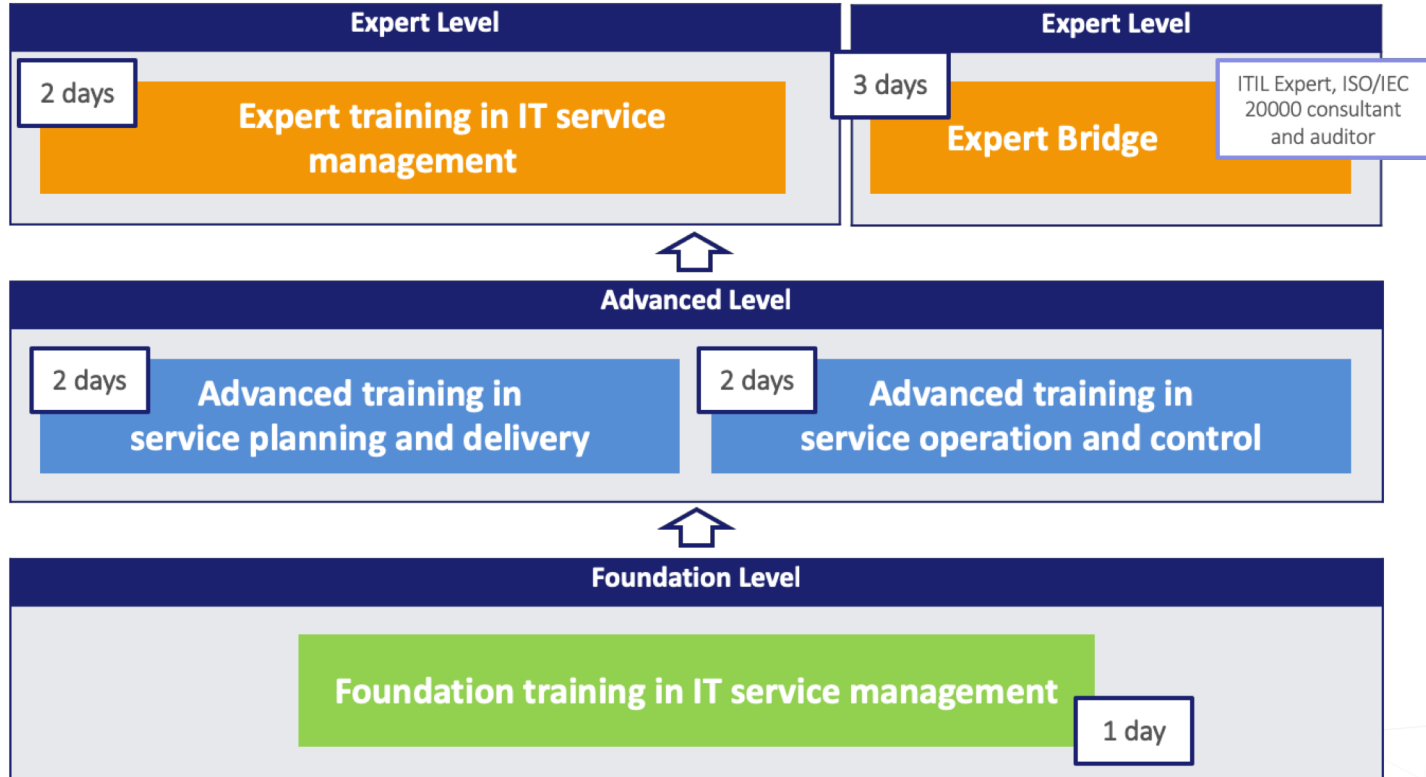 Expert Level
2 days
Expert training in IT service
management
Expert Level
3 days
Expert Bridge
ITIL Expert, ISO/IEC
20000 consultant
and auditor
Advanced Level
2 days
Advanced training in
service planning and delivery
2 days
Advanced training in
service operation and control
Foundation Level
Foundation training in IT service management
1 day